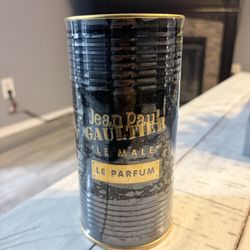 Jean Paul
GAULTIER
"LE MALE"
LE PARFUM